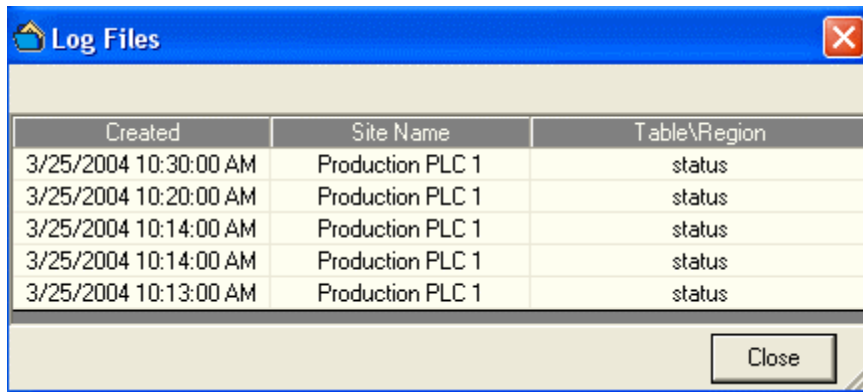 Log Files
Created Site Name Table\Region
3/25/2004 10:30:00 AM Production PLC 1 status
3/25/2004 10:20:00 AM Production PLC 1 status
3/25/2004 10:14:00 AM Production PLC 1 status
3/25/2004 10:14:00 AM Production PLC 1 status
3/25/2004 10:13:00 AM Production PLC 1 status
Close